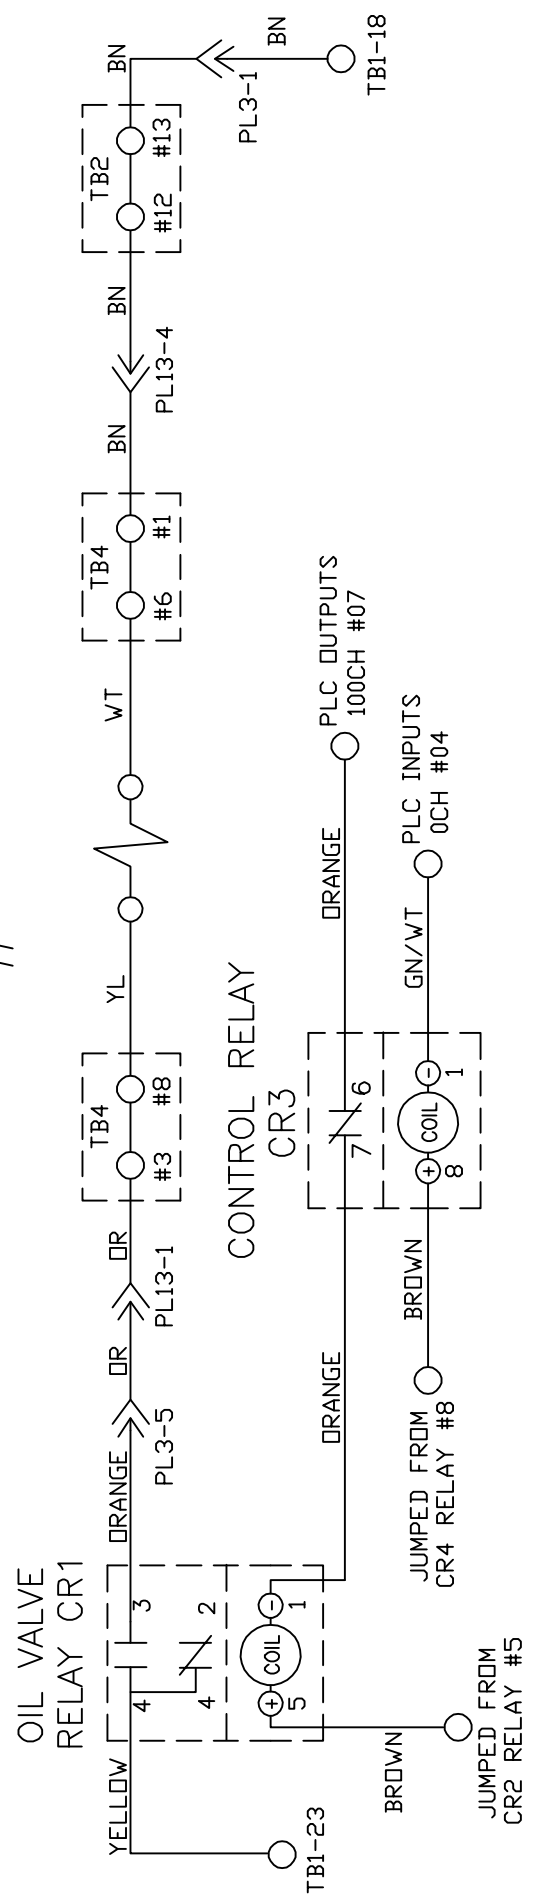 OIL VALVE
RELAY CR1
YELLOW
TB1-23
4
3
4
2
COIL
+
5
-
1
BROWN
JUMPED FROM
CR2 RELAY #5
ORANGE
PL3-5
OR
PL13-1
OR
TB4
#3
#8
YL
WT
TB4
#6
#1
BN
PL13-4
BN
TB2
#12
#13
BN
PL3-1
BN
TB1-18
CONTROL RELAY
CR3
ORANGE
7
6
ORANGE
PLC OUTPUTS
100CH #07
JUMPED FROM
CR4 RELAY #8
BROWN
+
8
COIL
-
1
GN/WT
PLC INPUTS
0CH #04